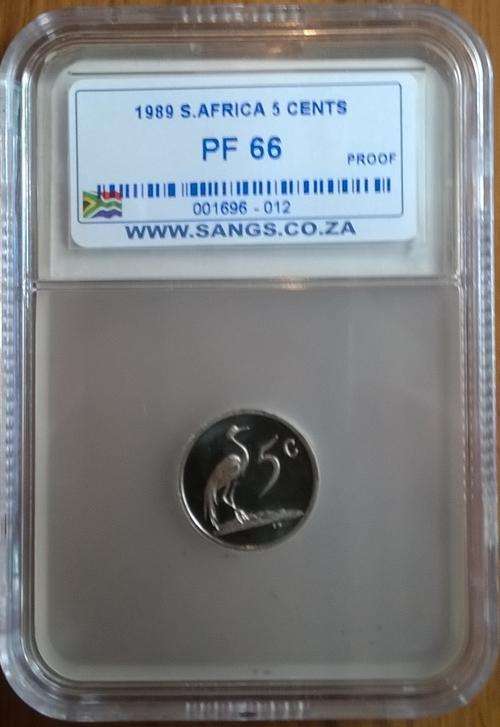 1989 S.AFRICA 5 CENTS
PF 66
PROOF
001696 - 012
WWW.SANGS.CO.ZA
5c